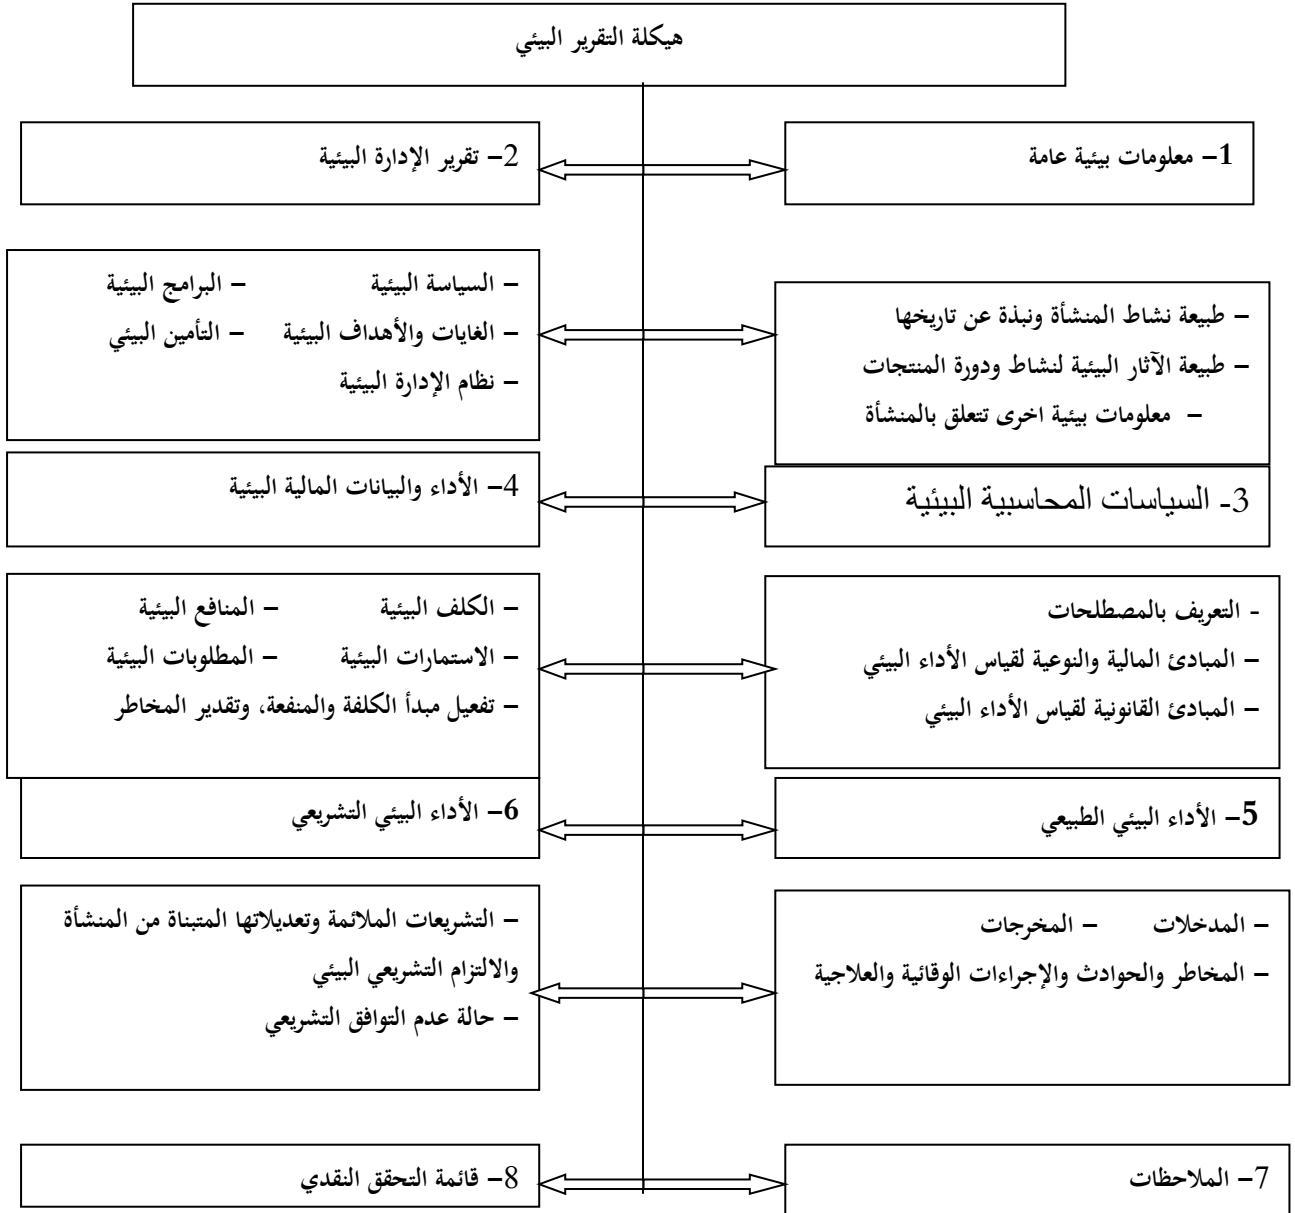 هيكلة التقرير البيئي
1– معلومات بيئية عامة
2– تقرير الإدارة البيئية
– طبيعة نشاط المنشأة ونبذة عن تاريخها
– طبيعة الآثار البيئية لنشاط ودورة المنتجات
– معلومات بيئية اخرى تتعلق بالمنشأة
– السياسة البيئية – البرامج البيئية
– الغايات والأهداف البيئية – التأمين البيئي
– نظام الإدارة البيئية
3- السياسات المحاسبية البيئية
4– الأداء والبيانات المالية البيئية
- التعريف بالمصطلحات
– المبادئ المالية والنوعية لقياس الأداء البيئي
– المبادئ القانونية لقياس الأداء البيئي
– الكلف البيئية – المنافع البيئية
– الاستمارات البيئية – المطلوبات البيئية
– تفعيل مبدأ الكلفة والمنفعة، وتقدير المخاطر
5– الأداء البيئي الطبيعي
6– الأداء البيئي التشريعي
– المدخلات – المخرجات
– المخاطر والحوادث والإجراءات الوقائية والعلاجية
– التشريعات الملائمة وتعديلاتها المتبناة من المنشأة
والالتزام التشريعي البيئي
– حالة عدم التوافق التشريعي
7– الملاحظات
8– قائمة التحقق النقدي